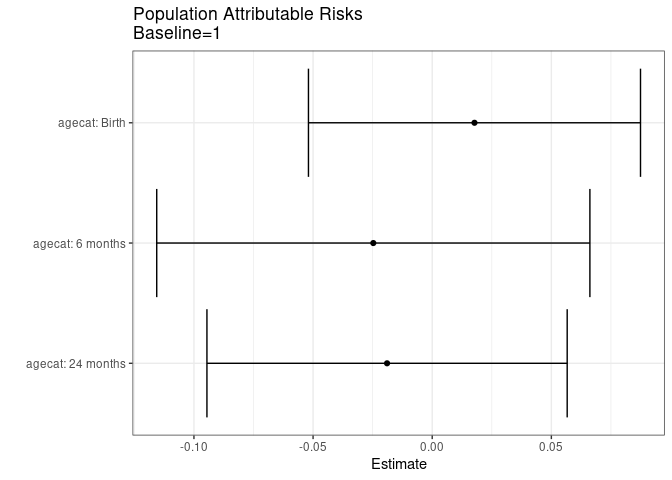 Population Attributable Risks
Baseline=1
agecat: Birth
agecat: 6 months
agecat: 24 months
-0.10 -0.05 0.00 0.05
Estimate